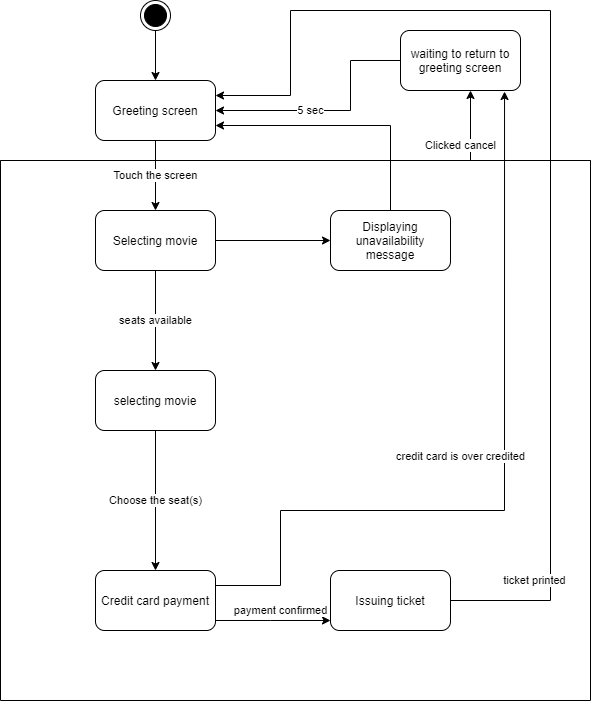 waiting to return to
greeting screen
Greeting screen
5 sec
Clicked cancel
Touch the screen
Selecting movie
Displaying
unavailability
message
seats available
selecting movie
credit card is over credited
Choose the seat(s)
ticket printed
Credit card payment
payment confirmed
Issuing ticket